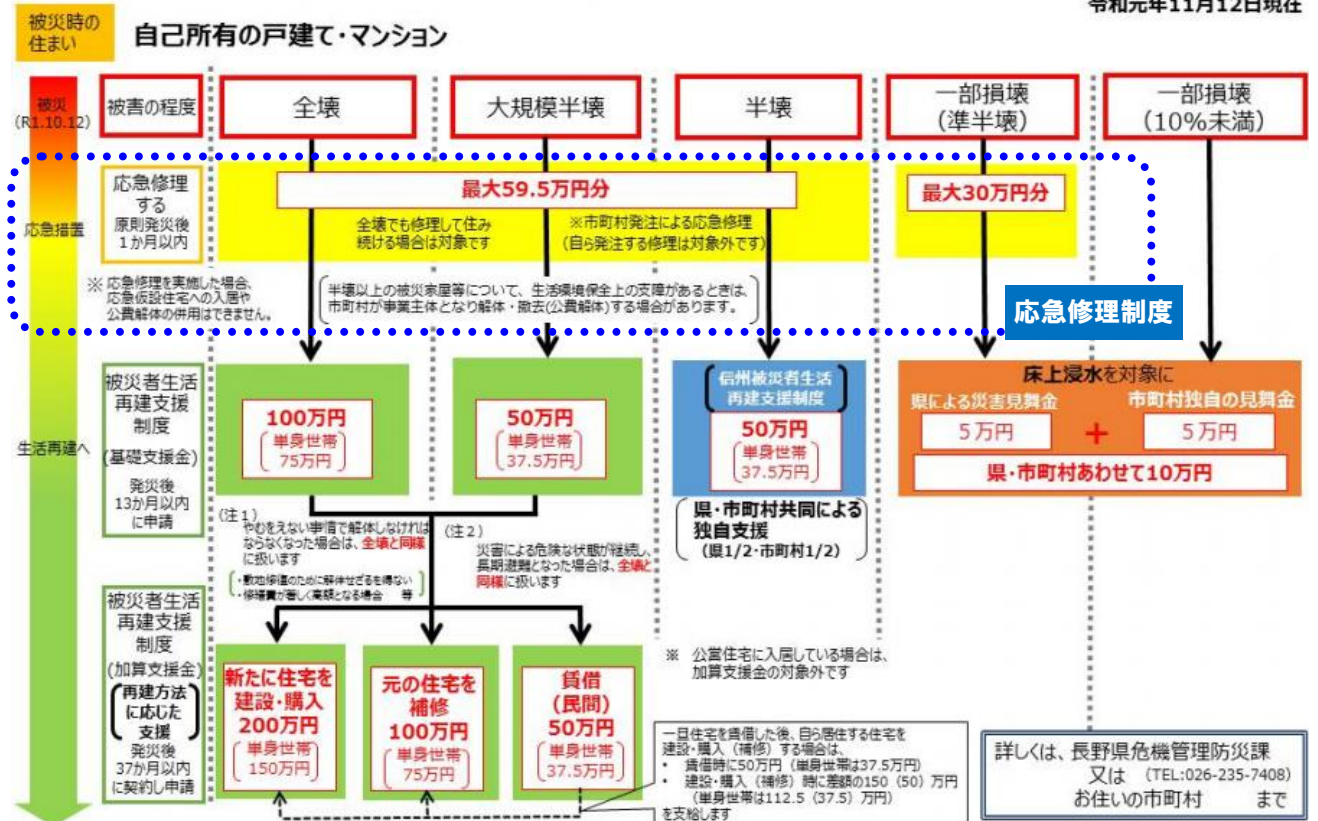 令和元年11月12日現在
被災時の
住まい
自己所有の戸建て・マンション
被災
(R1.10.12)
被害の程度
全壊
大規模半壊
半壊
一部損壊
(準半壊)
一部損壊
(10%未満)
応急措置
応急修理
する
原則発災後
1か月以内
最大59.5万円分
全壊でも修理して住み
続ける場合は対象です
※市町村発注による応急修理
(自ら発注する修理は対象外です)
最大30万円分
※ 応急修理を実施した場合、
応急仮設住宅への入居や
公費解体の併用はできません。
半壊以上の被災家屋等について、生活環境保全上の支障があるときは、
市町村が事業主体となり解体・撤去(公費解体)する場合があります。
応急修理制度
生活再建へ
被災者生活
再建支援
制度
(基礎支援金)
発災後
13か月以内
に申請
100万円
単身世帯
75万円
50万円
単身世帯
37.5万円
信州被災者生活
再建支援制度
50万円
単身世帯
37.5万円
県・市町村共同による
独自支援
(県1/2・市町村1/2)
床上浸水を対象に
県による災害見舞金
市町村独自の見舞金
5万円
+
5万円
県・市町村あわせて10万円
(注1)
やむをえない事情で解体しなければ
ならなくなった場合は、全壊と同様
に扱います
・敷地修復のために解体せざるを得ない
・修繕費が著しく高額となる場合 等
(注2)
災害による危険な状態が継続し、
長期避難となった場合は、全壊と
同様に扱います
被災者生活
再建支援
制度
(加算支援金)
再建方法
に応じた
支援
発災後
37か月以内
に契約し申請
新たに住宅を
建設・購入
200万円
単身世帯
150万円
元の住宅を
補修
100万円
単身世帯
75万円
賃借
(民間)
50万円
単身世帯
37.5万円
※ 公営住宅に入居している場合は、
加算支援金の対象外です
一旦住宅を賃借した後、自ら居住する住宅を
建設・購入(補修)する場合は、
・ 賃借時に50万円(単身世帯は37.5万円)
・ 建設・購入(補修)時に差額の150(50)万円
(単身世帯は112.5(37.5)万円)
を支給します
詳しくは、長野県危機管理防災課
又は (TEL:026-235-7408)
お住いの市町村 まで